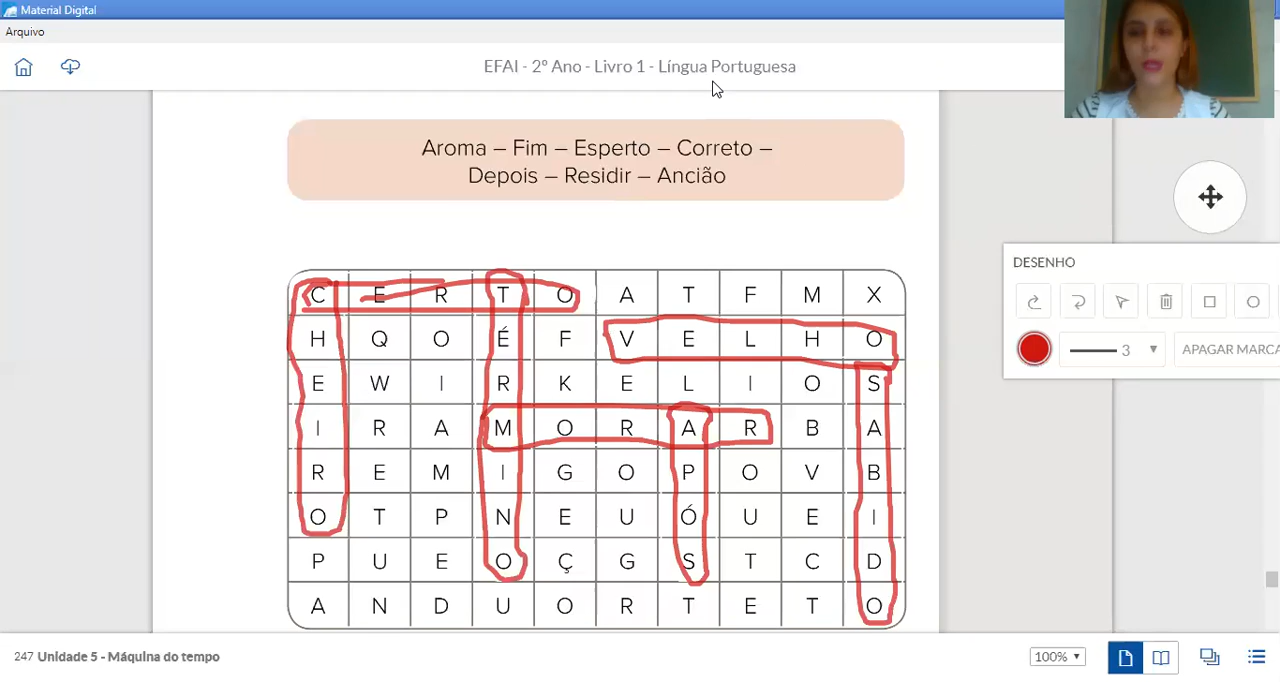 Material Digital
Arquivo
EFAI - 2º Ano - Livro 1 - Língua Portuguesa
Aroma – Fim – Esperto – Correto –
Depois – Residir – Ancião
DESENHO
3
APAGAR MARCA
C E R T O A T F M X
H Q O É F V E L H O
E W I R K E L I O S
I R A M O R A R B A
R E M I G O P O V B
O T P N E U Ó U E I
P U E O Ç G S T C D
A N D U O R T E T O
247 Unidade 5 - Máquina do tempo
100%